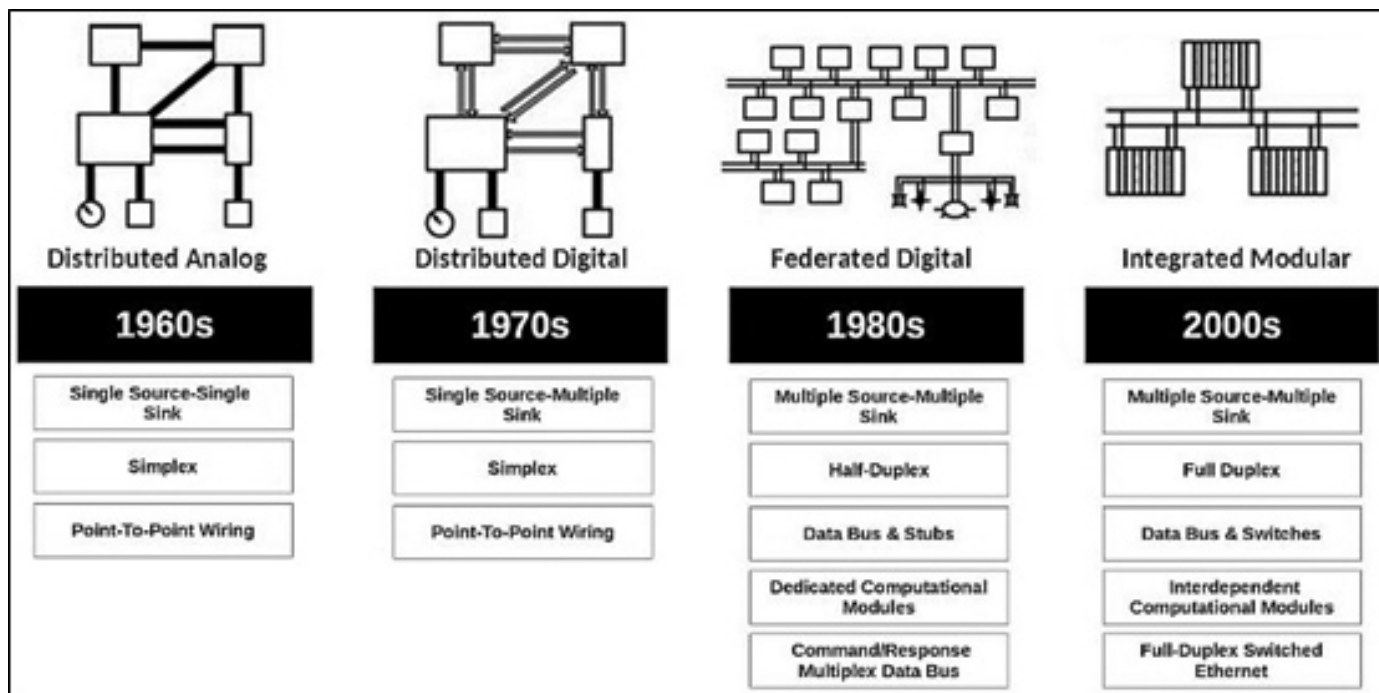 Distributed Analog
Distributed Digital
Federated Digital
Integrated Modular
1960s
1970s
1980s
2000s
Single Source-Single
Sink
Simplex
Point-To-Point Wiring
Single Source-Multiple
Sink
Simplex
Point-To-Point Wiring
Multiple Source-Multiple
Sink
Half-Duplex
Data Bus & Stubs
Dedicated Computational
Modules
Command/Response
Multiplex Data Bus
Multiple Source-Multiple
Sink
Full Duplex
Data Bus & Switches
Interdependent
Computational Modules
Full-Duplex Switched
Ethernet